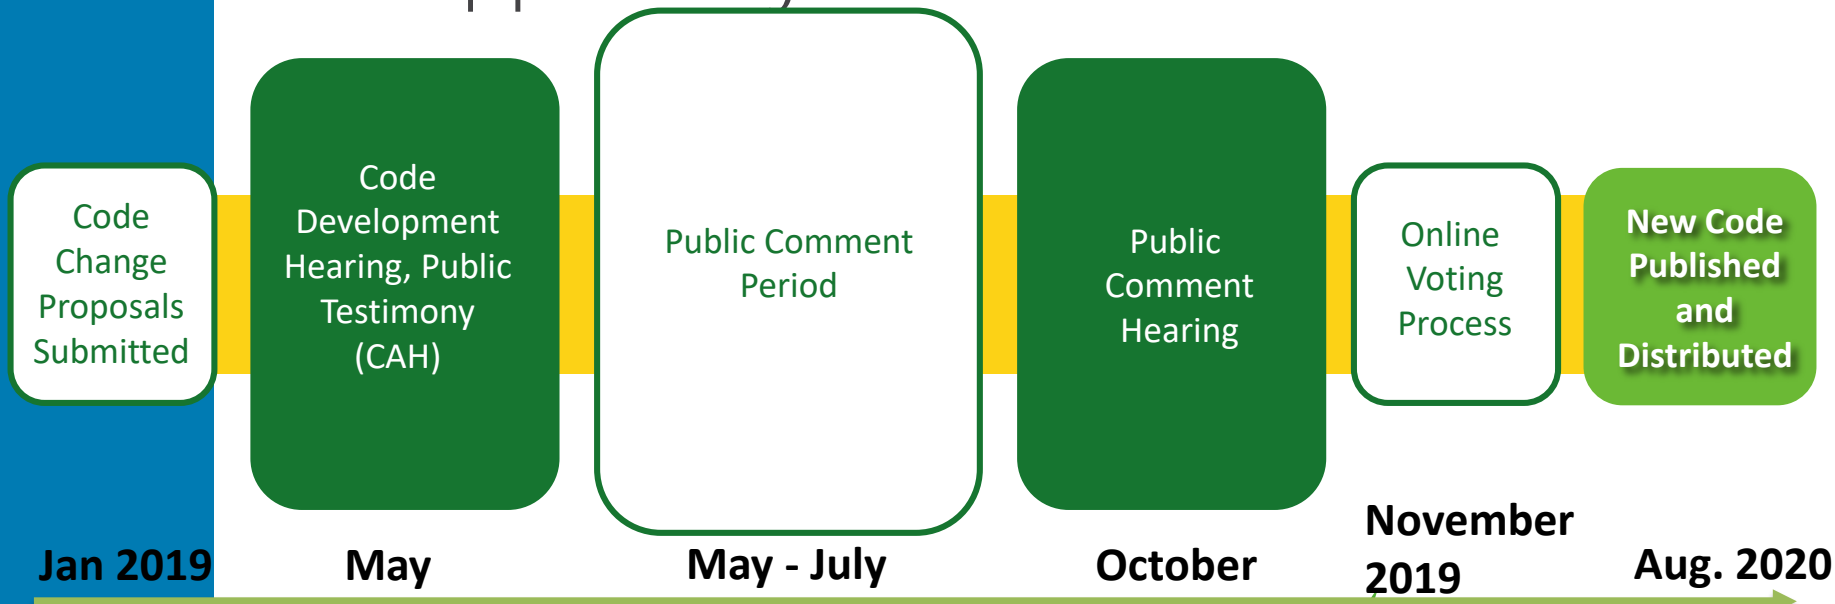 Code
Change
Proposals
Submitted
Code
Development
Hearing, Public
Testimony
(CAH)
Public Comment
Period
Public
Comment
Hearing
Online
Voting
Process
New Code
Published
and
Distributed
Jan 2019
May
May - July
October
November
2019
Aug. 2020